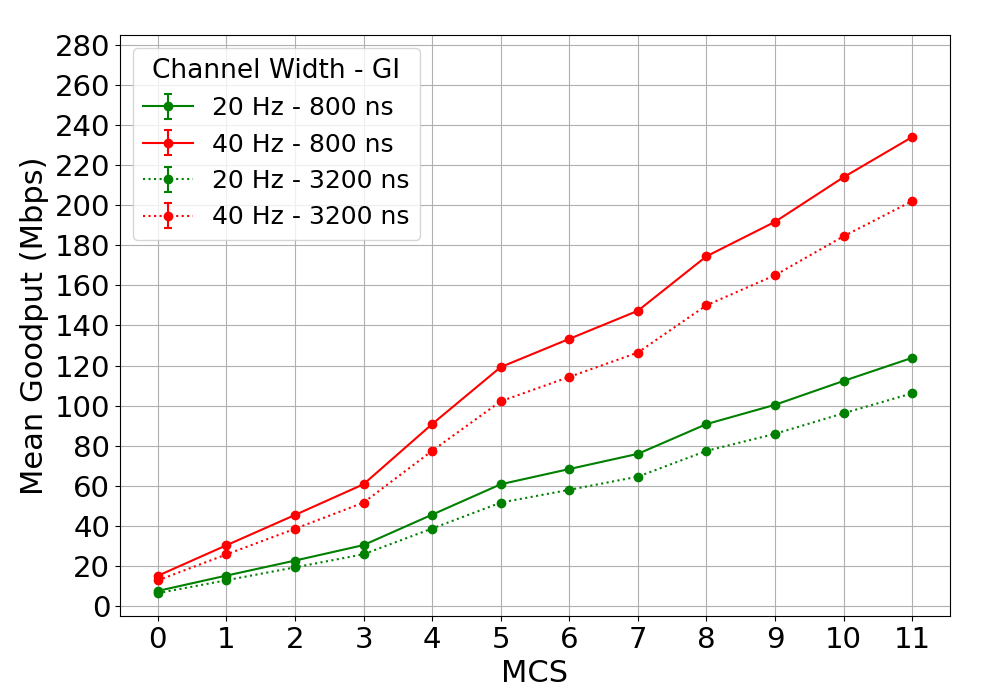 280
260
240
220
200
180
160
140
120
100
80
60
40
20
0
Mean Goodput (Mbps)
Channel Width - GI
20 Hz - 800 ns
40 Hz - 800 ns
20 Hz - 3200 ns
40 Hz - 3200 ns
0 1 2 3 4 5 6 7 8 9 10 11
MCS